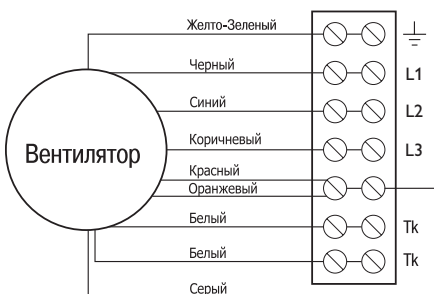 Желто-Зеленый
Черный
L1
Синий
L2
Коричневый
L3
Вентилятор
Красный
Оранжевый
Белый
Tk
Белый
Tk
Серый